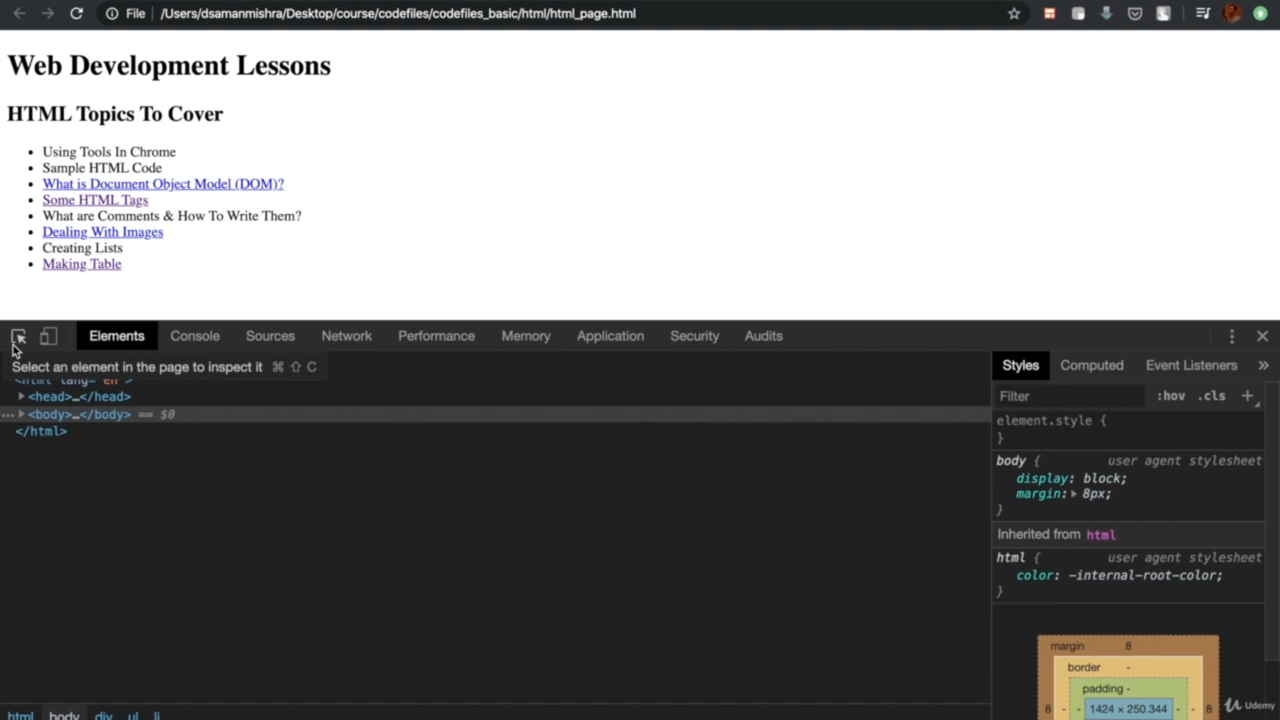 File /Users/dsamanmishra/Desktop/course/codefiles/codefiles_basic/html/html_page.html
Web Development Lessons
HTML Topics To Cover
• Using Tools In Chrome
• Sample HTML Code
• What is Document Object Model (DOM)?
• Some HTML Tags
• What are Comments & How To Write Them?
• Dealing With Images
• Creating Lists
• Making Table
Elements Console Sources Network Performance Memory Application Security Audits
Select an element in the page to inspect it ⌘ ⇧ C
<html lang="en">
<head>…</head>
<body>…</body> == $0
</html>
html body div ul li
Styles Computed Event Listeners »
Filter :hov .cls +
element.style {
}
body { user agent stylesheet
display: block;
margin: 8px;
}
Inherited from html
html { user agent stylesheet
color: -internal-root-color;
}
margin 8
border -
padding -
8 - - 1424 × 250.344 - - 8
Udemy